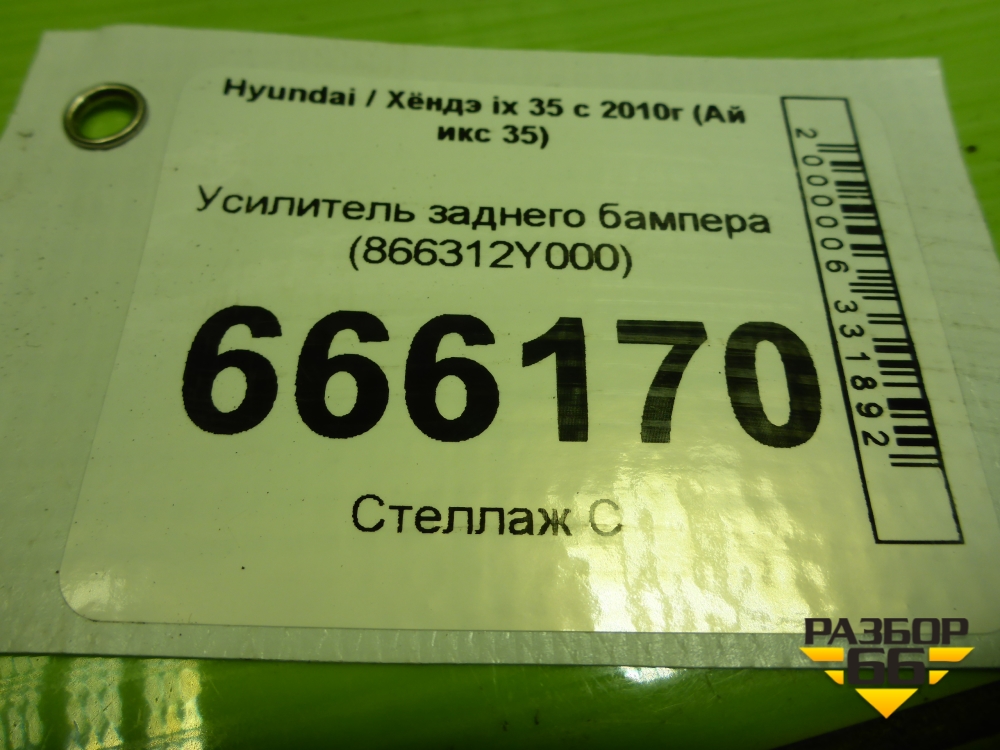 Hyundai / Хёндэ ix 35 с 2010г (Ай
икс 35)
Усилитель заднего бампера
(866312Y000)
666170
Стеллаж С
2000006331892
РАЗБОР
66